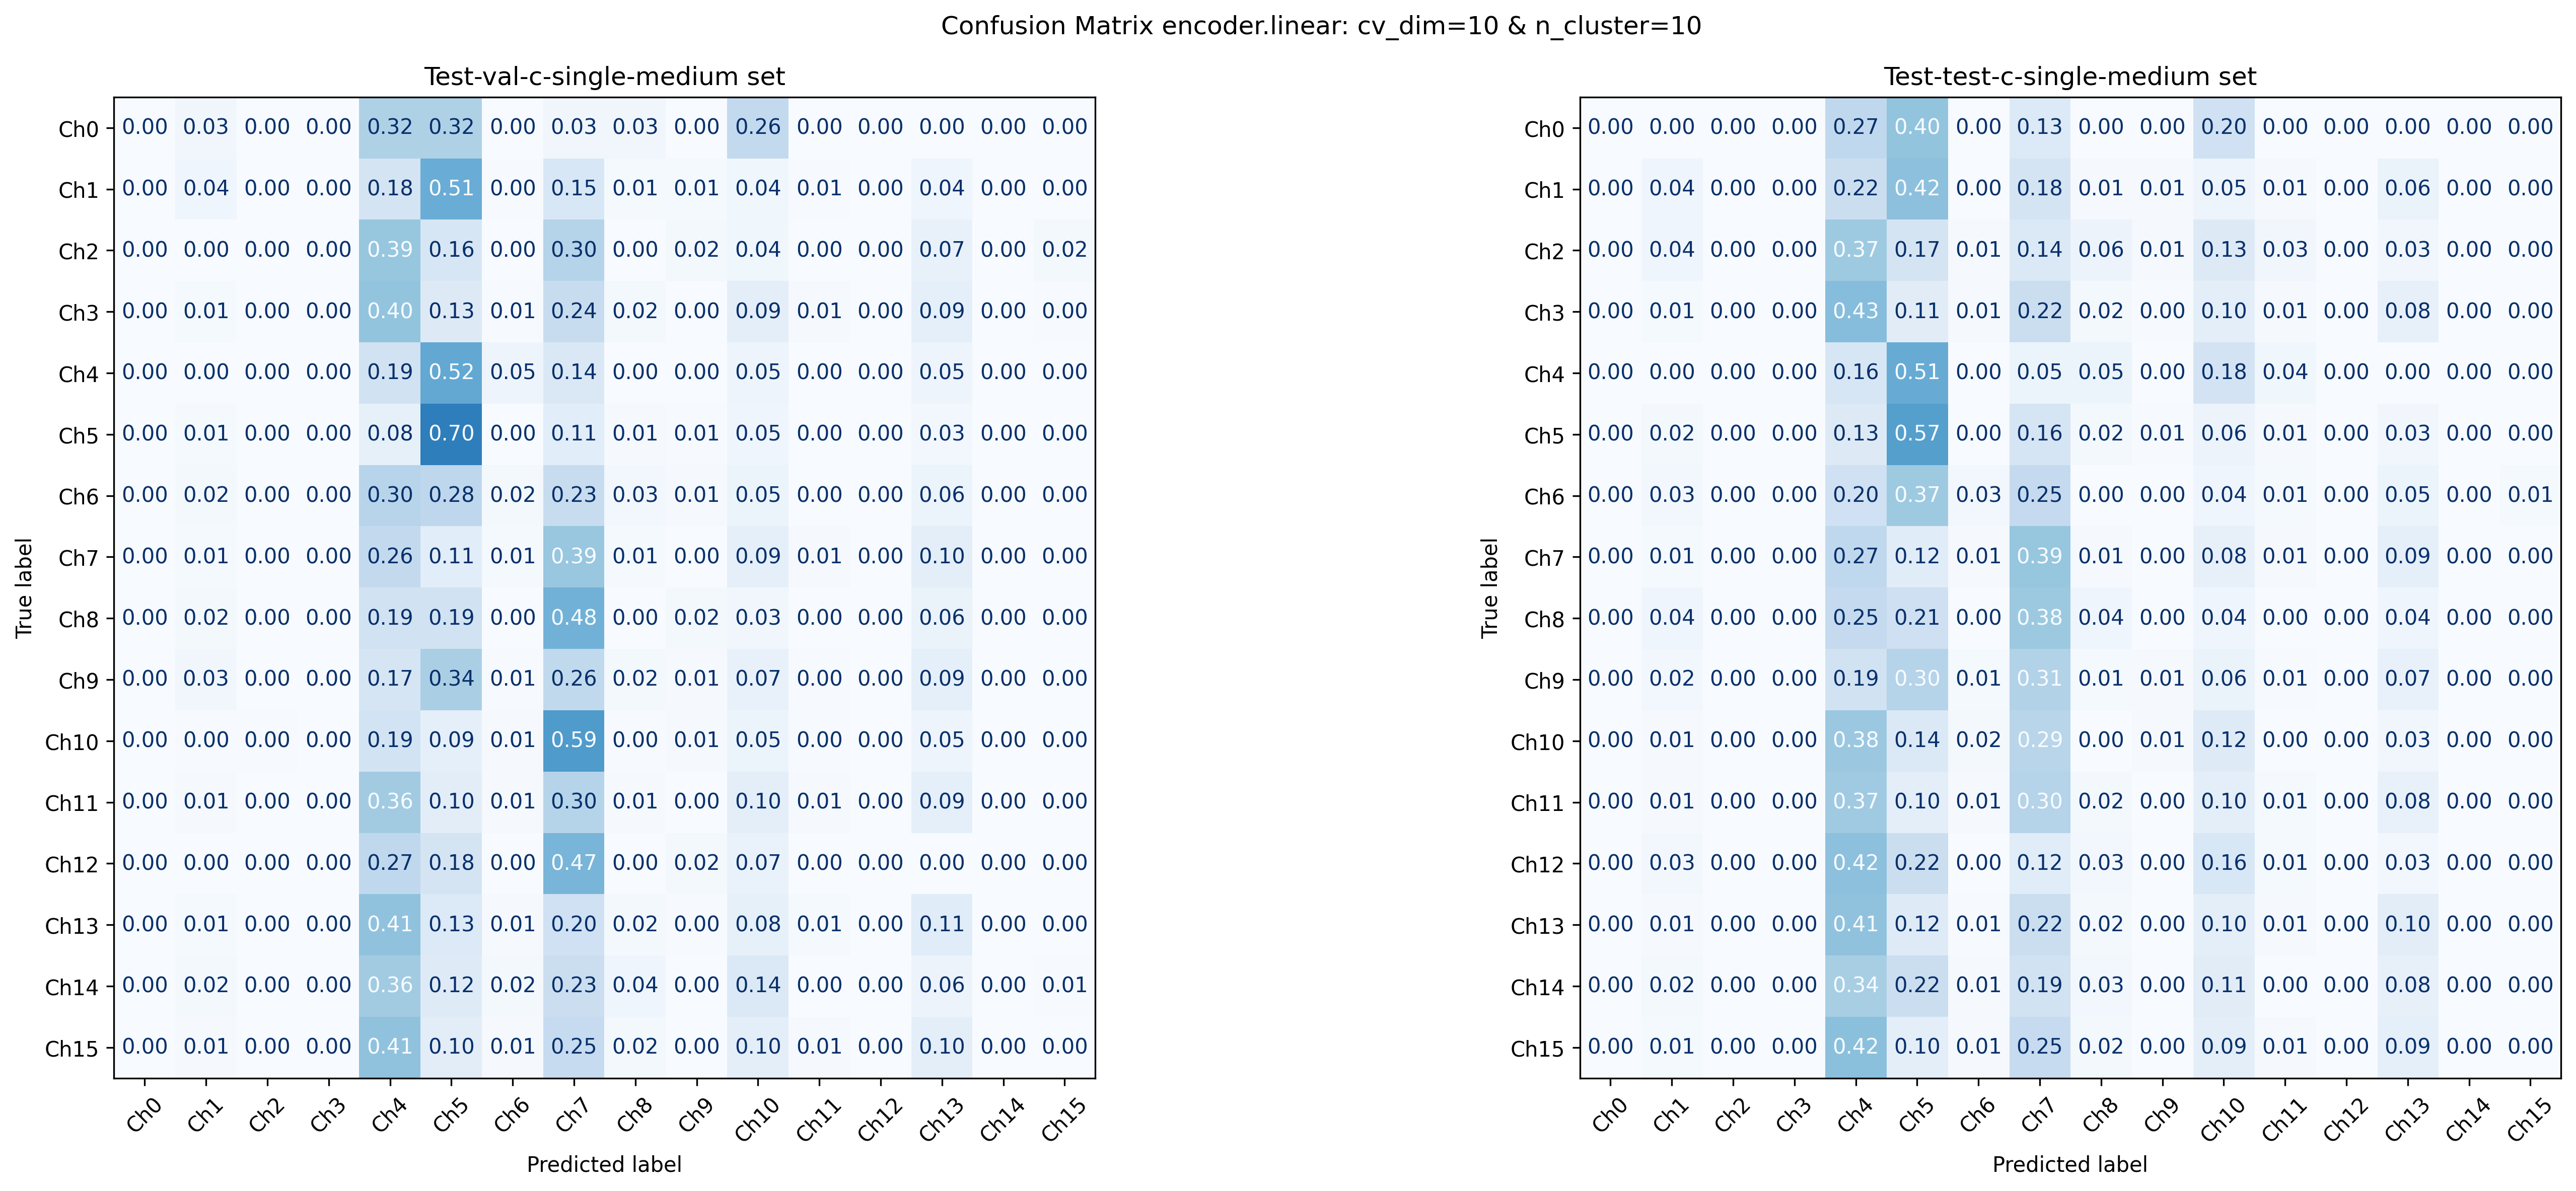 Confusion Matrix encoder.linear: cv_dim=10 & n_cluster=10
Test-val-c-single-medium set
True label
Ch0 0.00 0.03 0.00 0.00 0.32 0.32 0.00 0.03 0.03 0.00 0.26 0.00 0.00 0.00 0.00 0.00
Ch1 0.00 0.04 0.00 0.00 0.18 0.51 0.00 0.15 0.01 0.01 0.04 0.01 0.00 0.04 0.00 0.00
Ch2 0.00 0.00 0.00 0.00 0.39 0.16 0.00 0.30 0.00 0.02 0.04 0.00 0.00 0.07 0.00 0.02
Ch3 0.00 0.01 0.00 0.00 0.40 0.13 0.01 0.24 0.02 0.00 0.09 0.01 0.00 0.09 0.00 0.00
Ch4 0.00 0.00 0.00 0.00 0.19 0.52 0.05 0.14 0.00 0.00 0.05 0.00 0.00 0.05 0.00 0.00
Ch5 0.00 0.01 0.00 0.00 0.08 0.70 0.00 0.11 0.01 0.01 0.05 0.00 0.00 0.03 0.00 0.00
Ch6 0.00 0.02 0.00 0.00 0.30 0.28 0.02 0.23 0.03 0.01 0.05 0.00 0.00 0.06 0.00 0.00
Ch7 0.00 0.01 0.00 0.00 0.26 0.11 0.01 0.39 0.01 0.00 0.09 0.01 0.00 0.10 0.00 0.00
Ch8 0.00 0.02 0.00 0.00 0.19 0.19 0.00 0.48 0.00 0.02 0.03 0.00 0.00 0.06 0.00 0.00
Ch9 0.00 0.03 0.00 0.00 0.17 0.34 0.01 0.26 0.02 0.01 0.07 0.00 0.00 0.09 0.00 0.00
Ch10 0.00 0.00 0.00 0.00 0.19 0.09 0.01 0.59 0.00 0.01 0.05 0.00 0.00 0.05 0.00 0.00
Ch11 0.00 0.01 0.00 0.00 0.36 0.10 0.01 0.30 0.01 0.00 0.10 0.01 0.00 0.09 0.00 0.00
Ch12 0.00 0.00 0.00 0.00 0.27 0.18 0.00 0.47 0.00 0.02 0.07 0.00 0.00 0.00 0.00 0.00
Ch13 0.00 0.01 0.00 0.00 0.41 0.13 0.01 0.20 0.02 0.00 0.08 0.01 0.00 0.11 0.00 0.00
Ch14 0.00 0.02 0.00 0.00 0.36 0.12 0.02 0.23 0.04 0.00 0.14 0.00 0.00 0.06 0.00 0.01
Ch15 0.00 0.01 0.00 0.00 0.41 0.10 0.01 0.25 0.02 0.00 0.10 0.01 0.00 0.10 0.00 0.00
Ch0 Ch1 Ch2 Ch3 Ch4 Ch5 Ch6 Ch7 Ch8 Ch9 Ch10 Ch11 Ch12 Ch13 Ch14 Ch15
Predicted label
Test-test-c-single-medium set
True label
Ch0 0.00 0.00 0.00 0.00 0.27 0.40 0.00 0.13 0.00 0.00 0.20 0.00 0.00 0.00 0.00 0.00
Ch1 0.00 0.04 0.00 0.00 0.22 0.42 0.00 0.18 0.01 0.01 0.05 0.01 0.00 0.06 0.00 0.00
Ch2 0.00 0.04 0.00 0.00 0.37 0.17 0.01 0.14 0.06 0.01 0.13 0.03 0.00 0.03 0.00 0.00
Ch3 0.00 0.01 0.00 0.00 0.43 0.11 0.01 0.22 0.02 0.00 0.10 0.01 0.00 0.08 0.00 0.00
Ch4 0.00 0.00 0.00 0.00 0.16 0.51 0.00 0.05 0.05 0.00 0.18 0.04 0.00 0.00 0.00 0.00
Ch5 0.00 0.02 0.00 0.00 0.13 0.57 0.00 0.16 0.02 0.01 0.06 0.01 0.00 0.03 0.00 0.00
Ch6 0.00 0.03 0.00 0.00 0.20 0.37 0.03 0.25 0.00 0.00 0.04 0.01 0.00 0.05 0.00 0.01
Ch7 0.00 0.01 0.00 0.00 0.27 0.12 0.01 0.39 0.01 0.00 0.08 0.01 0.00 0.09 0.00 0.00
Ch8 0.00 0.04 0.00 0.00 0.25 0.21 0.00 0.38 0.04 0.00 0.04 0.00 0.00 0.04 0.00 0.00
Ch9 0.00 0.02 0.00 0.00 0.19 0.30 0.01 0.31 0.01 0.01 0.06 0.01 0.00 0.07 0.00 0.00
Ch10 0.00 0.01 0.00 0.00 0.38 0.14 0.02 0.29 0.00 0.01 0.12 0.00 0.00 0.03 0.00 0.00
Ch11 0.00 0.01 0.00 0.00 0.37 0.10 0.01 0.30 0.02 0.00 0.10 0.01 0.00 0.08 0.00 0.00
Ch12 0.00 0.03 0.00 0.00 0.42 0.22 0.00 0.12 0.03 0.00 0.16 0.01 0.00 0.03 0.00 0.00
Ch13 0.00 0.01 0.00 0.00 0.41 0.12 0.01 0.22 0.02 0.00 0.10 0.01 0.00 0.10 0.00 0.00
Ch14 0.00 0.02 0.00 0.00 0.34 0.22 0.01 0.19 0.03 0.00 0.11 0.00 0.00 0.08 0.00 0.00
Ch15 0.00 0.01 0.00 0.00 0.42 0.10 0.01 0.25 0.02 0.00 0.09 0.01 0.00 0.09 0.00 0.00
Ch0 Ch1 Ch2 Ch3 Ch4 Ch5 Ch6 Ch7 Ch8 Ch9 Ch10 Ch11 Ch12 Ch13 Ch14 Ch15
Predicted label